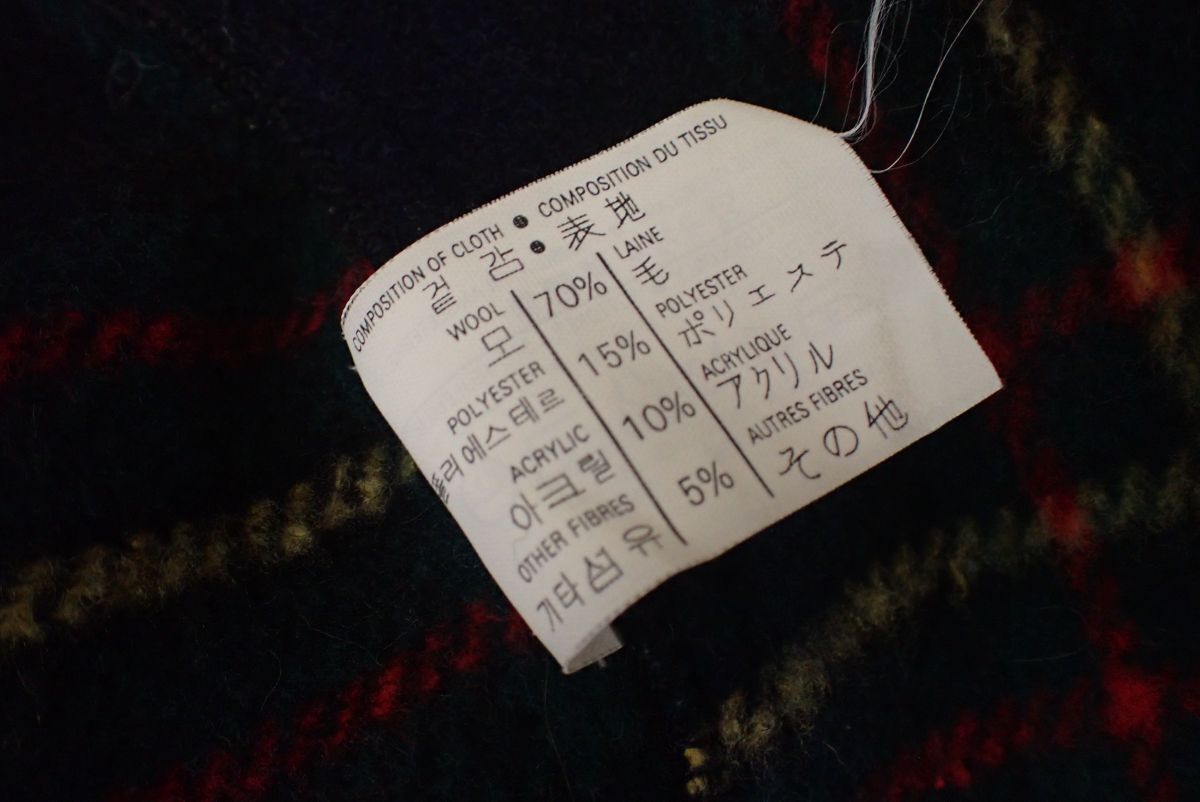 COMPOSITION OF CLOTH ● COMPOSITION DU TISSU
겉 감 ● 表地
WOOL 70% LAINE
모 毛
POLYESTER 15% POLYESTER
폴리에스테르 ポリエステ
ACRYLIC 10% ACRYLIQUE
아크릴 アクリル
OTHER FIBRES 5% AUTRES FIBRES
기타섬유 その他